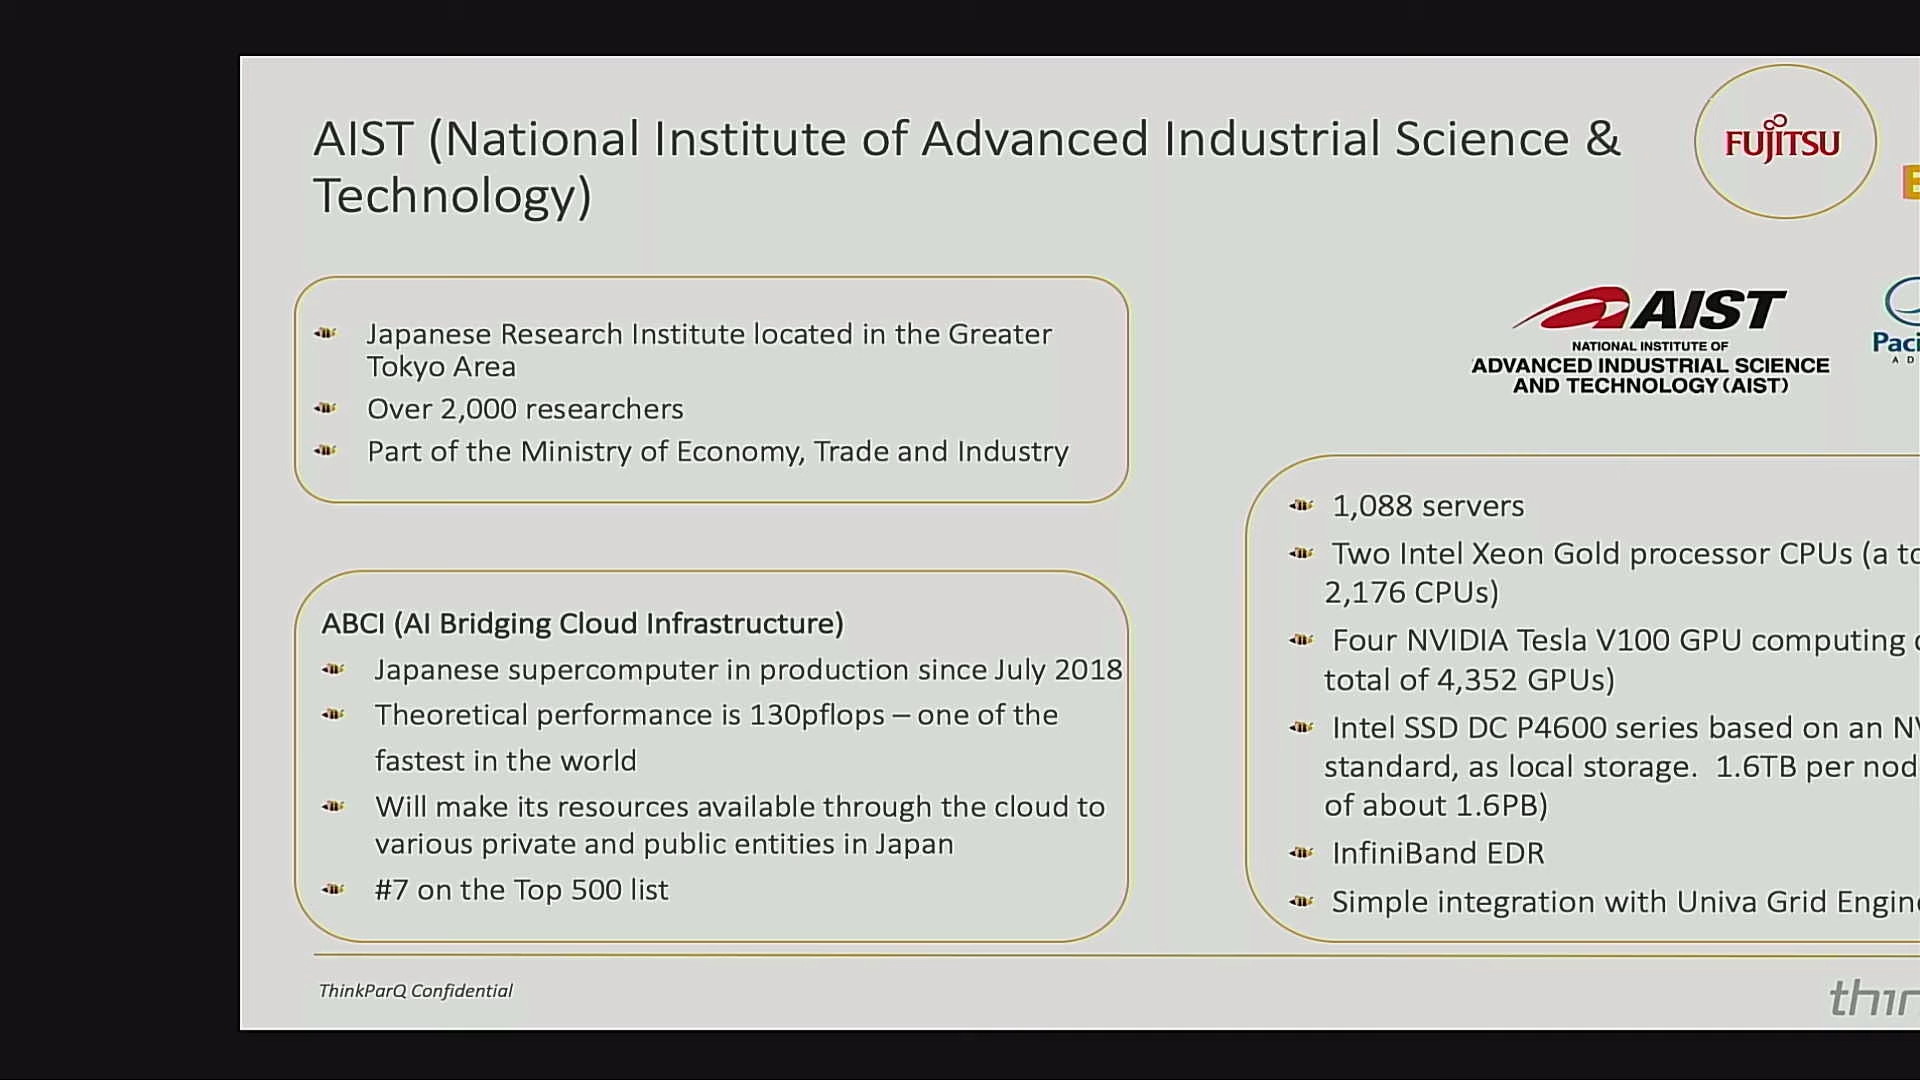 AIST (National Institute of Advanced Industrial Science &
Technology)
FUJITSU
Japanese Research Institute located in the Greater
Tokyo Area
Over 2,000 researchers
Part of the Ministry of Economy, Trade and Industry
AIST
NATIONAL INSTITUTE OF
ADVANCED INDUSTRIAL SCIENCE
AND TECHNOLOGY (AIST)
ABCI (AI Bridging Cloud Infrastructure)
Japanese supercomputer in production since July 2018
Theoretical performance is 130pflops – one of the
fastest in the world
Will make its resources available through the cloud to
various private and public entities in Japan
#7 on the Top 500 list
1,088 servers
Two Intel Xeon Gold processor CPUs (a
2,176 CPUs)
Four NVIDIA Tesla V100 GPU computing
total of 4,352 GPUs)
Intel SSD DC P4600 series based on an
standard, as local storage.  1.6TB per
of about 1.6PB)
InfiniBand EDR
Simple integration with Univa Grid
ThinkParQ Confidential